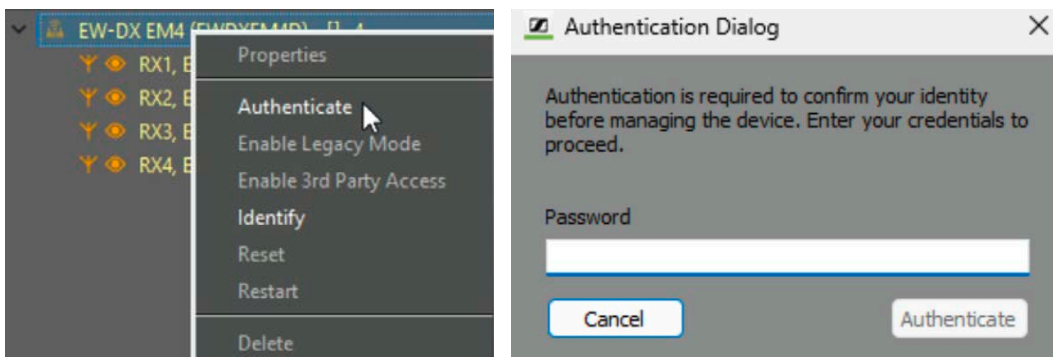 EW-DX EM4 (EWDXEM4D) [] 4
RX1, E
RX2, E
RX3, E
RX4, E
Properties
Authenticate
Enable Legacy Mode
Enable 3rd Party Access
Identify
Reset
Restart
Delete
Authentication Dialog
Authentication is required to confirm your identity
before managing the device. Enter your credentials to
proceed.
Password
Cancel
Authenticate